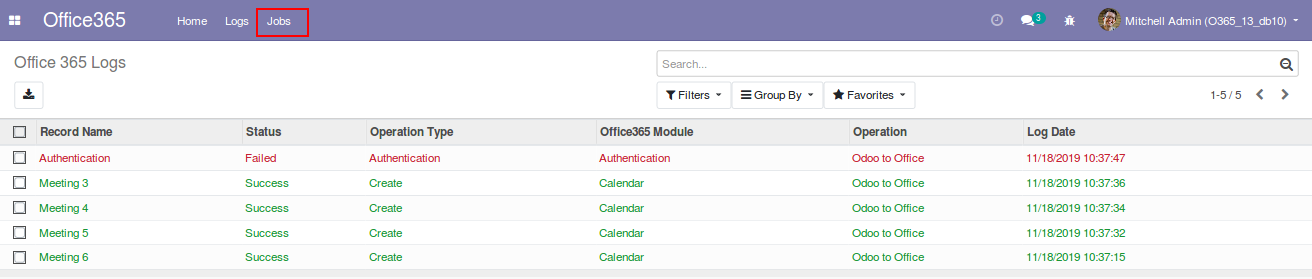 Office365 Home Logs Jobs 3 Mitchell Admin (O365_13_db10)
Office 365 Logs Search...
Filters Group By Favorites 1-5 / 5
Record Name Status Operation Type Office365 Module Operation Log Date
Authentication Failed Authentication Authentication Odoo to Office 11/18/2019 10:37:47
Meeting 3 Success Create Calendar Odoo to Office 11/18/2019 10:37:36
Meeting 4 Success Create Calendar Odoo to Office 11/18/2019 10:37:34
Meeting 5 Success Create Calendar Odoo to Office 11/18/2019 10:37:32
Meeting 6 Success Create Calendar Odoo to Office 11/18/2019 10:37:15